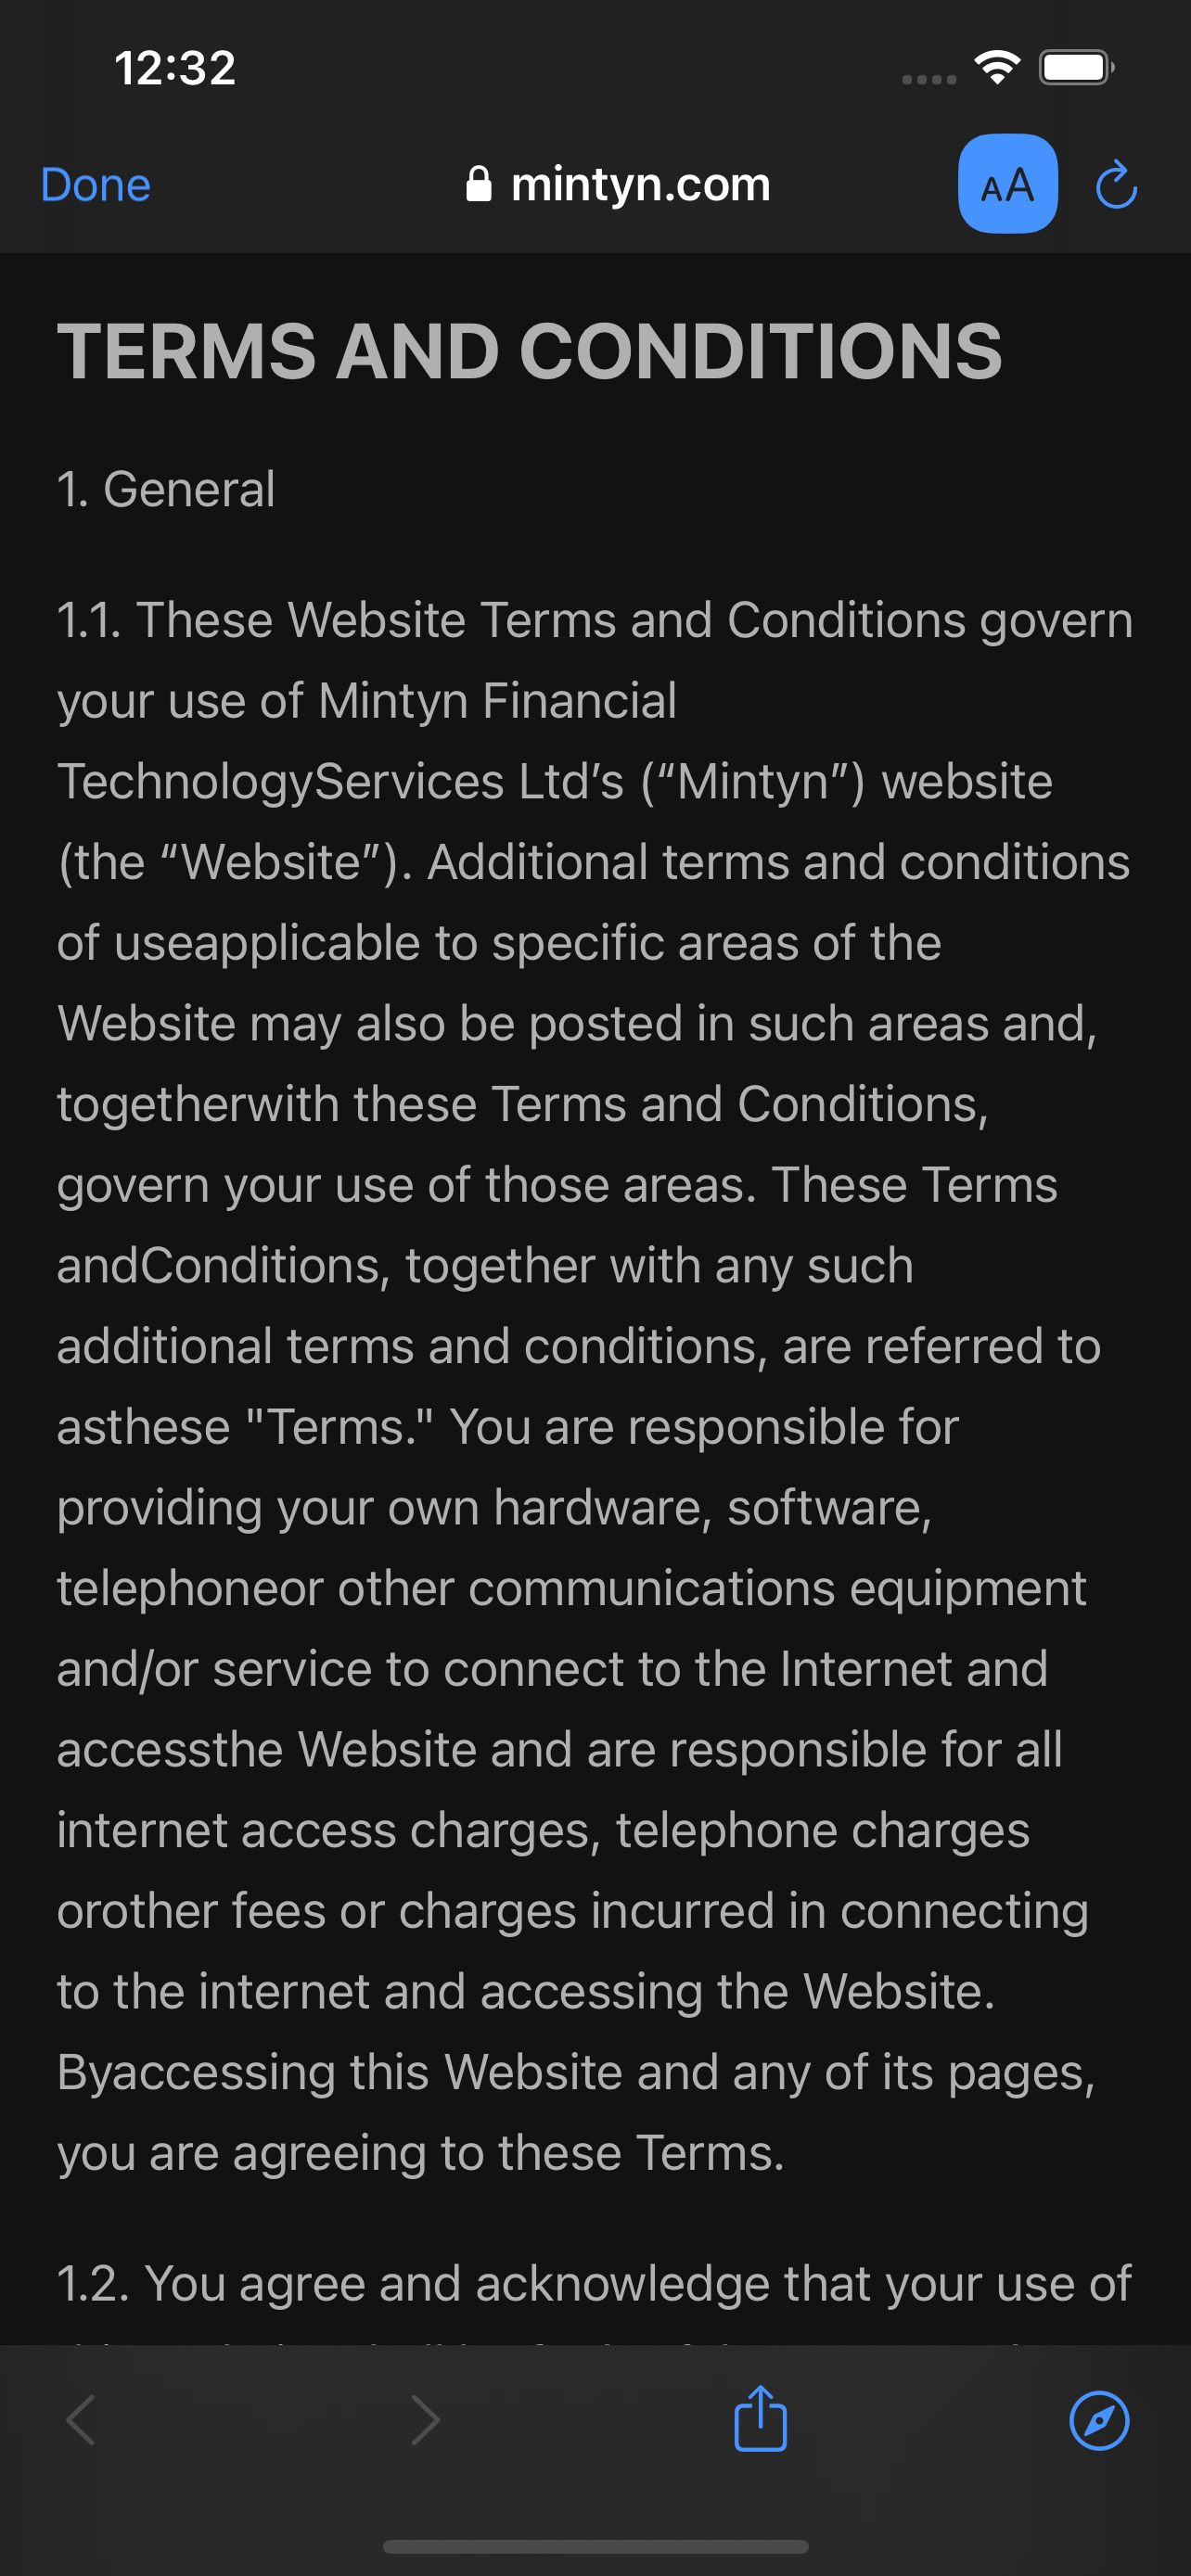 12:32
Done
mintyn.com
AA
TERMS AND CONDITIONS
1. General
1.1. These Website Terms and Conditions govern
your use of Mintyn Financial
TechnologyServices Ltd’s (“Mintyn”) website
(the “Website”). Additional terms and conditions
of useapplicable to specific areas of the
Website may also be posted in such areas and,
togetherwith these Terms and Conditions,
govern your use of those areas. These Terms
andConditions, together with any such
additional terms and conditions, are referred to
asthese "Terms." You are responsible for
providing your own hardware, software,
telephoneor other communications equipment
and/or service to connect to the Internet and
accessthe Website and are responsible for all
internet access charges, telephone charges
orother fees or charges incurred in connecting
to the internet and accessing the Website.
Byaccessing this Website and any of its pages,
you are agreeing to these Terms.
1.2. You agree and acknowledge that your use of